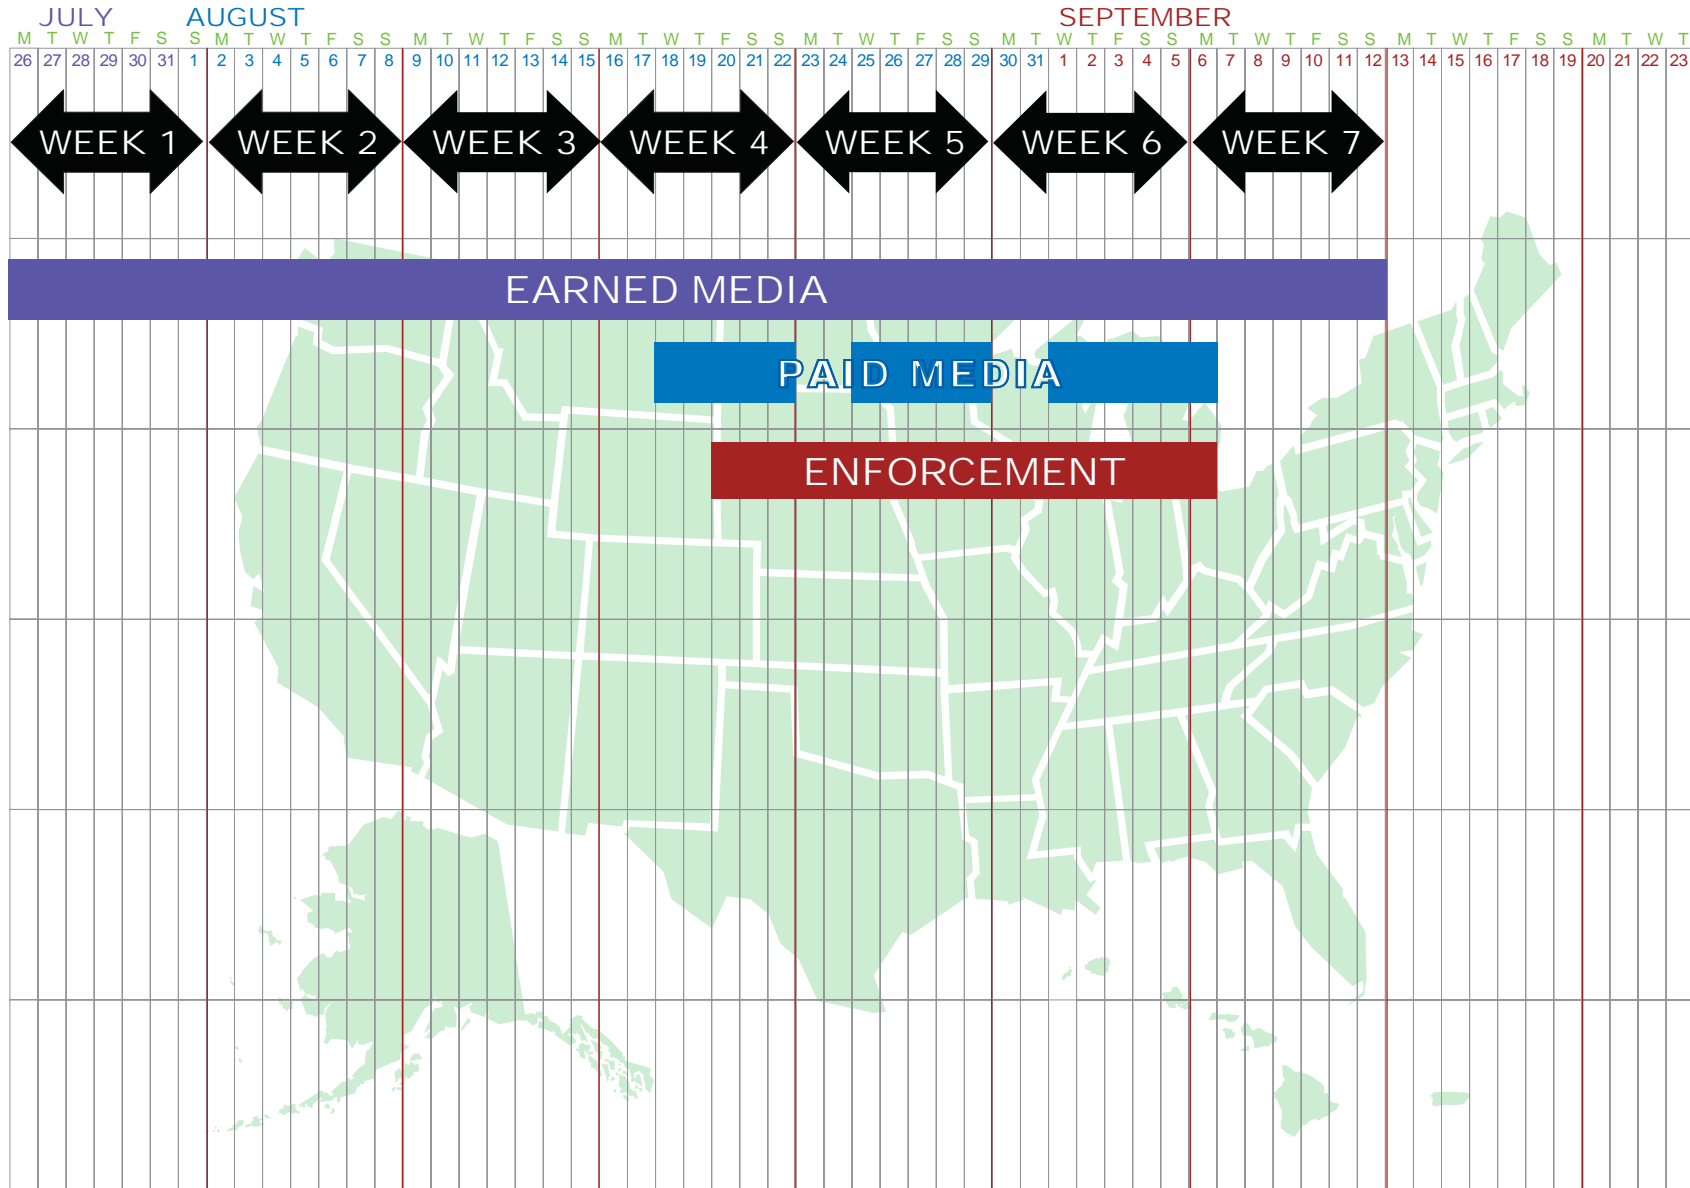 JULY AUGUST SEPTEMBER
M T W T F S S M T W T F S S M T W T F S S M T W T F S S M T W T F S S M T W T F S S M T W T F S S M T W T F S S M T W T
26 27 28 29 30 31 1 2 3 4 5 6 7 8 9 10 11 12 13 14 15 16 17 18 19 20 21 22 23 24 25 26 27 28 29 30 31 1 2 3 4 5 6 7 8 9 10 11 12 13 14 15 16 17 18 19 20 21 22 23
WEEK 1 WEEK 2 WEEK 3 WEEK 4 WEEK 5 WEEK 6 WEEK 7
EARNED MEDIA
PAID MEDIA
ENFORCEMENT